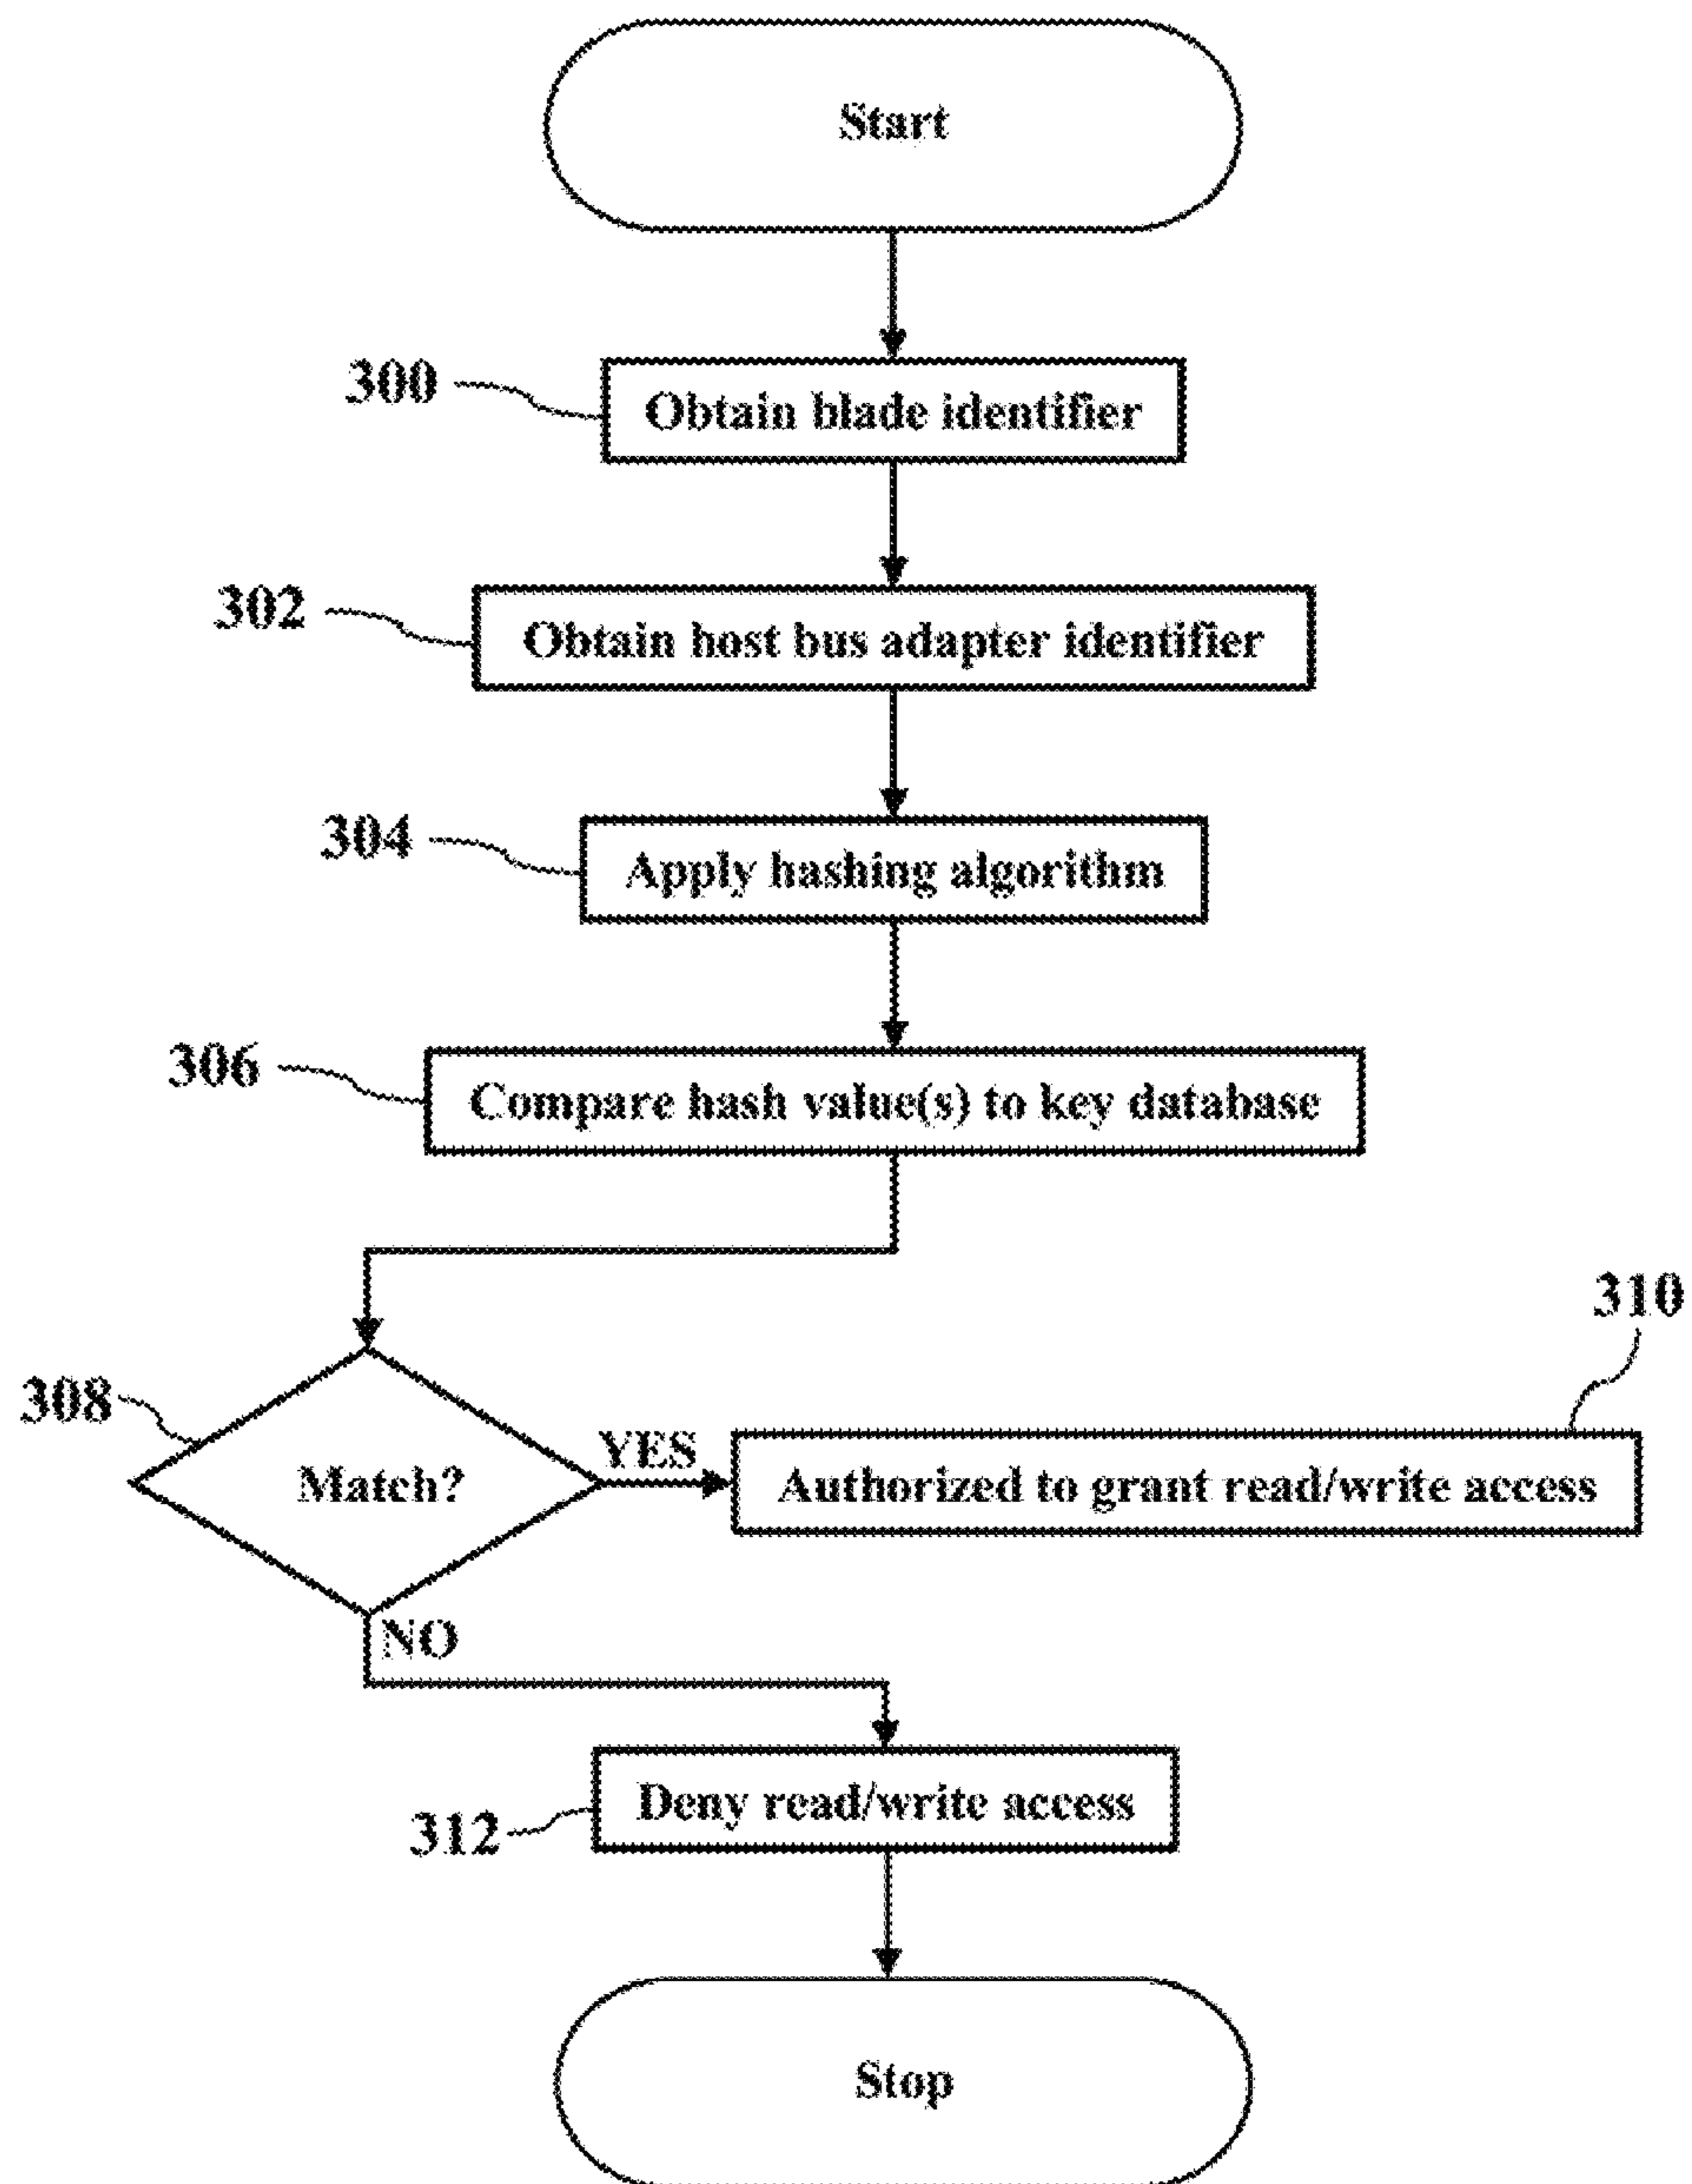 Start
300
Obtain blade identifier
302
Obtain host bus adapter identifier
304
Apply hashing algorithm
306
Compare hash value(s) to key database
310
308
Match?
YES
Authorized to grant read/write access
NO
Deny read/write access
312
Stop